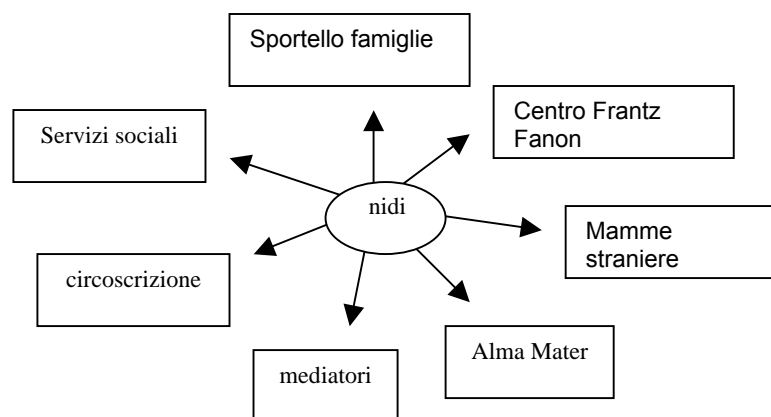 Sportello famiglie
Centro Frantz
Fanon
Servizi sociali
nidi
Mamme
straniere
circoscrizione
Alma Mater
mediatori